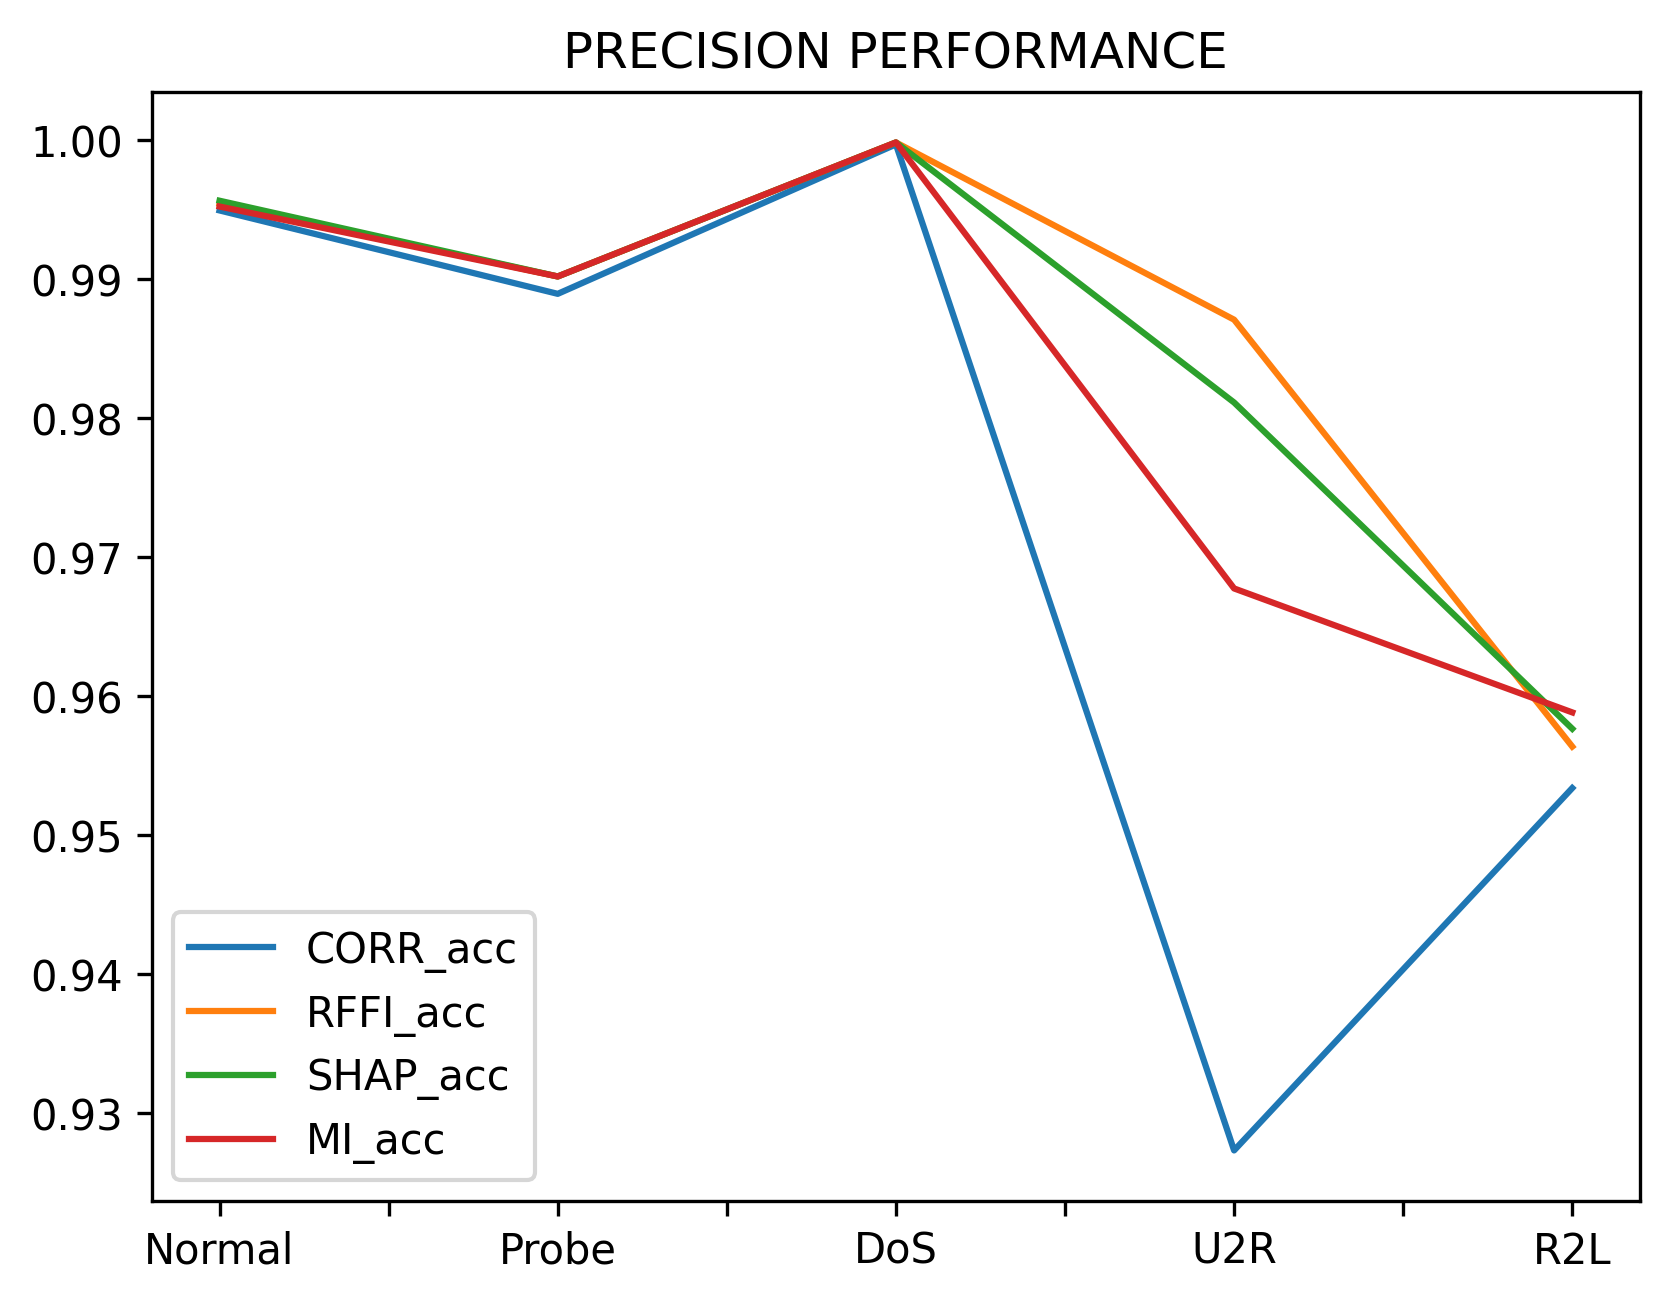 PRECISION PERFORMANCE
1.00
0.99
0.98
0.97
0.96
0.95
0.94
0.93
CORR_acc
RFFI_acc
SHAP_acc
MI_acc
Normal Probe DoS U2R R2L